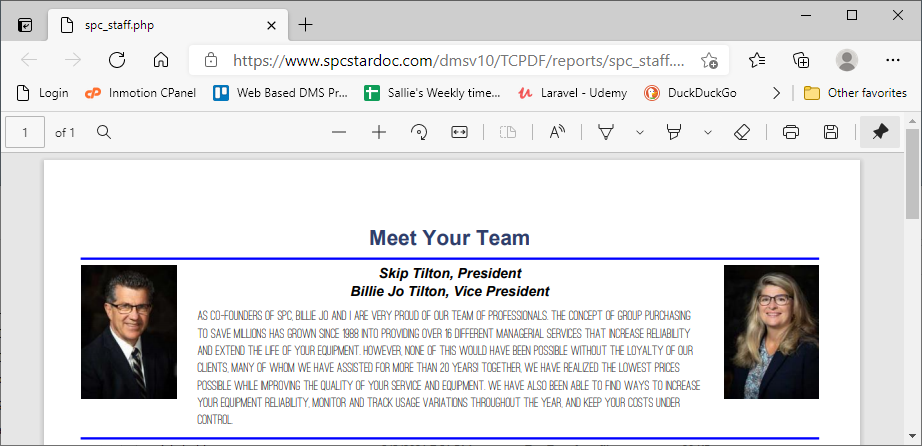 spc_staff.php
https://www.spcstardoc.com/dmsv10/TCPDF/reports/spc_staff....
Login
cP Inmotion CPanel
Web Based DMS Pr...
Sallie's Weekly time...
Laravel - Udemy
DuckDuckGo
Other favorites
1 of 1
Meet Your Team
Skip Tilton, President
Billie Jo Tilton, Vice President
AS CO-FOUNDERS OF SPC, BILLIE JO AND I ARE VERY PROUD OF OUR TEAM OF PROFESSIONALS. THE CONCEPT OF GROUP PURCHASING
TO SAVE MILLIONS HAS GROWN SINCE 1988 INTO PROVIDING OVER 16 DIFFERENT MANAGERIAL SERVICES THAT INCREASE RELIABILITY
AND EXTEND THE LIFE OF YOUR EQUIPMENT. HOWEVER, NONE OF THIS WOULD HAVE BEEN POSSIBLE WITHOUT THE LOYALTY OF OUR
CLIENTS, MANY OF WHOM WE HAVE ASSISTED FOR MORE THAN 20 YEARS! TOGETHER, WE HAVE REALIZED THE LOWEST PRICES
POSSIBLE WHILE IMPROVING THE QUALITY OF YOUR SERVICE AND EQUIPMENT. WE HAVE ALSO BEEN ABLE TO FIND WAYS TO INCREASE
YOUR EQUIPMENT RELIABILITY, MONITOR AND TRACK USAGE VARIATIONS THROUGHOUT THE YEAR, AND KEEP YOUR COSTS UNDER
CONTROL.